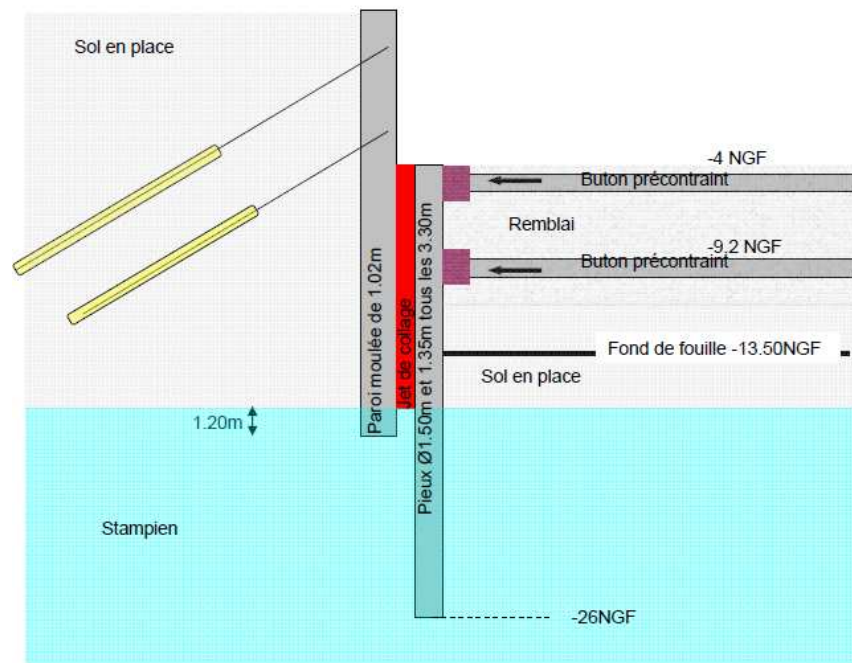 Sol en place
-4 NGF
Buton précontraint
Remblai
-9.2 NGF
Buton précontraint
Paroi moulée de 1.02m
Jet de collage
Pieux Ø1.50m et 1.35m tous les 3.30m
Fond de fouille -13.50NGF
Sol en place
1.20m
Stampien
-26NGF